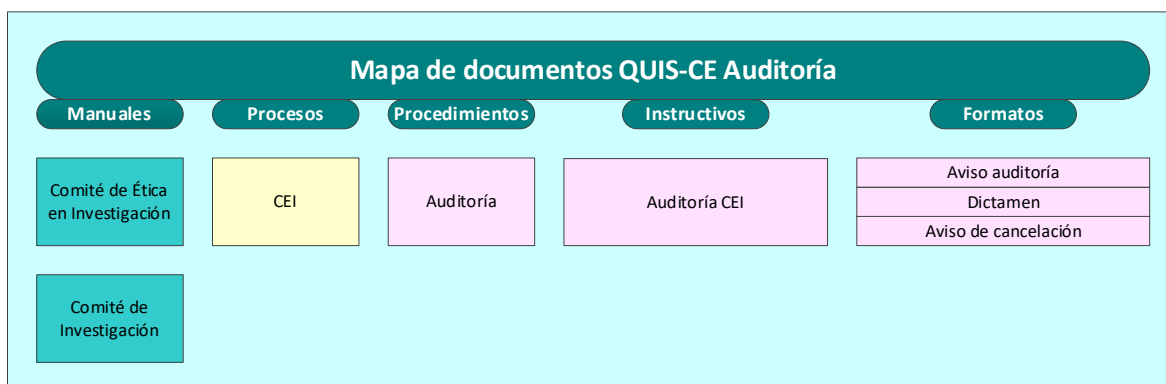 Mapa de documentos QUIS-CE Auditoría
Manuales
Procesos
Procedimientos
Instructivos
Formatos
Comité de Ética
en Investigación
CEI
Auditoría
Auditoría CEI
Aviso auditoría
Dictamen
Aviso de cancelación
Comité de
Investigación